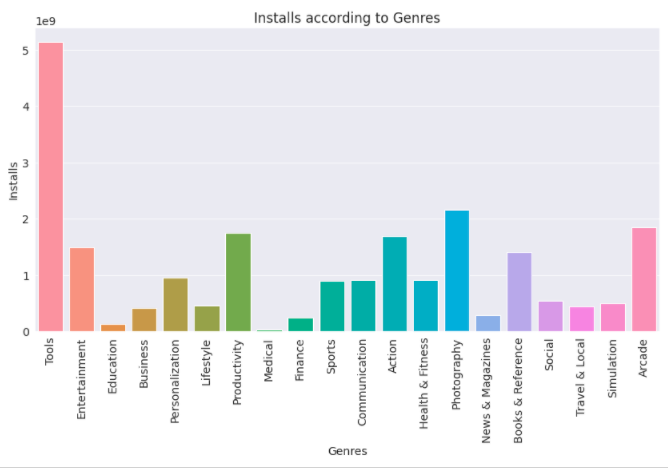 Installs according to Genres
1e9
5
4
3
2
1
0
Installs
Tools
Entertainment
Education
Business
Personalization
Lifestyle
Productivity
Medical
Finance
Sports
Communication
Action
Health & Fitness
Photography
News & Magazines
Books & Reference
Social
Travel & Local
Simulation
Arcade
Genres